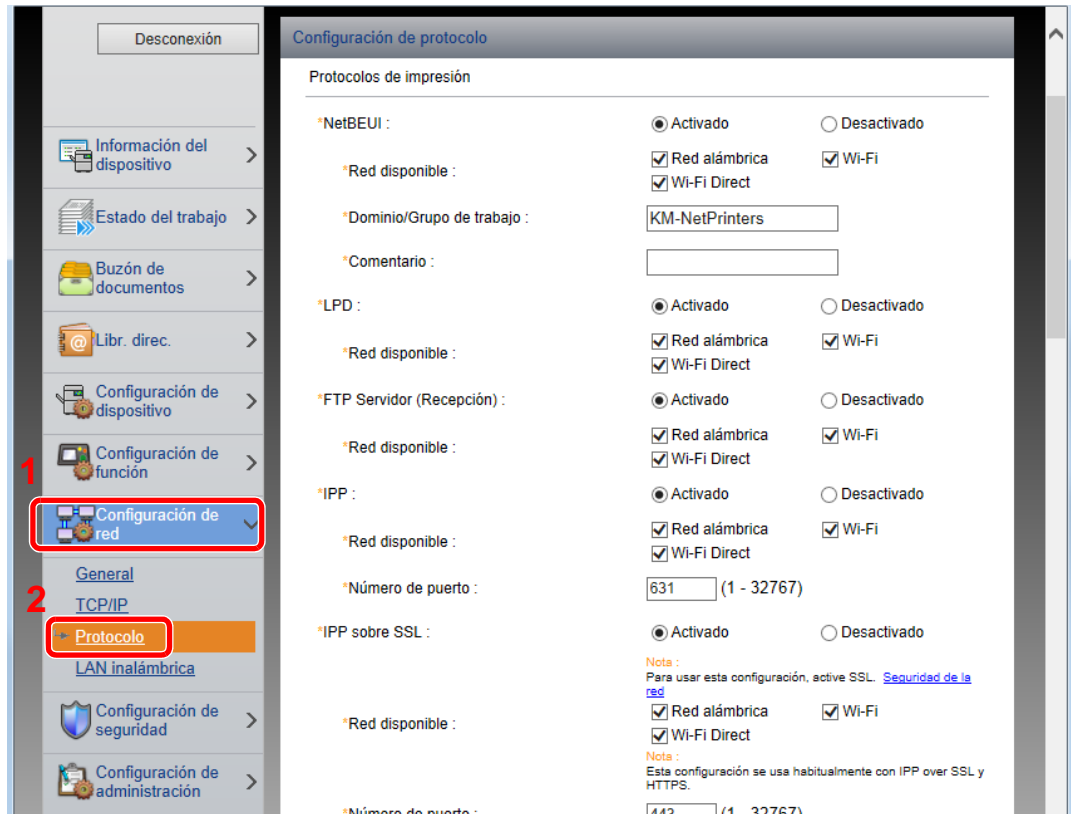 Desconexión
Información del
dispositivo
Estado del trabajo
Buzón de
documentos
Libr. direc.
Configuración de
dispositivo
1
Configuración de
función
Configuración de
red
General
2
TCP/IP
Protocolo
LAN inalámbrica
Configuración de
seguridad
Configuración de
administración
Configuración de protocolo
Protocolos de impresión
*NetBEUI : Activado Desactivado
*Red disponible : Red alámbrica Wi-Fi
Wi-Fi Direct
*Dominio/Grupo de trabajo : KM-NetPrinters
*Comentario :
*LPD : Activado Desactivado
*Red disponible : Red alámbrica Wi-Fi
Wi-Fi Direct
*FTP Servidor (Recepción) : Activado Desactivado
*Red disponible : Red alámbrica Wi-Fi
Wi-Fi Direct
*IPP : Activado Desactivado
*Red disponible : Red alámbrica Wi-Fi
Wi-Fi Direct
*Número de puerto : 631 (1 - 32767)
*IPP sobre SSL : Activado Desactivado
Nota :
Para usar esta configuración, active SSL. Seguridad de la
red
*Red disponible : Red alámbrica Wi-Fi
Wi-Fi Direct
Nota :
Esta configuración se usa habitualmente con IPP over SSL y
HTTPS.
*Número de puerto : 443 (1 - 32767)